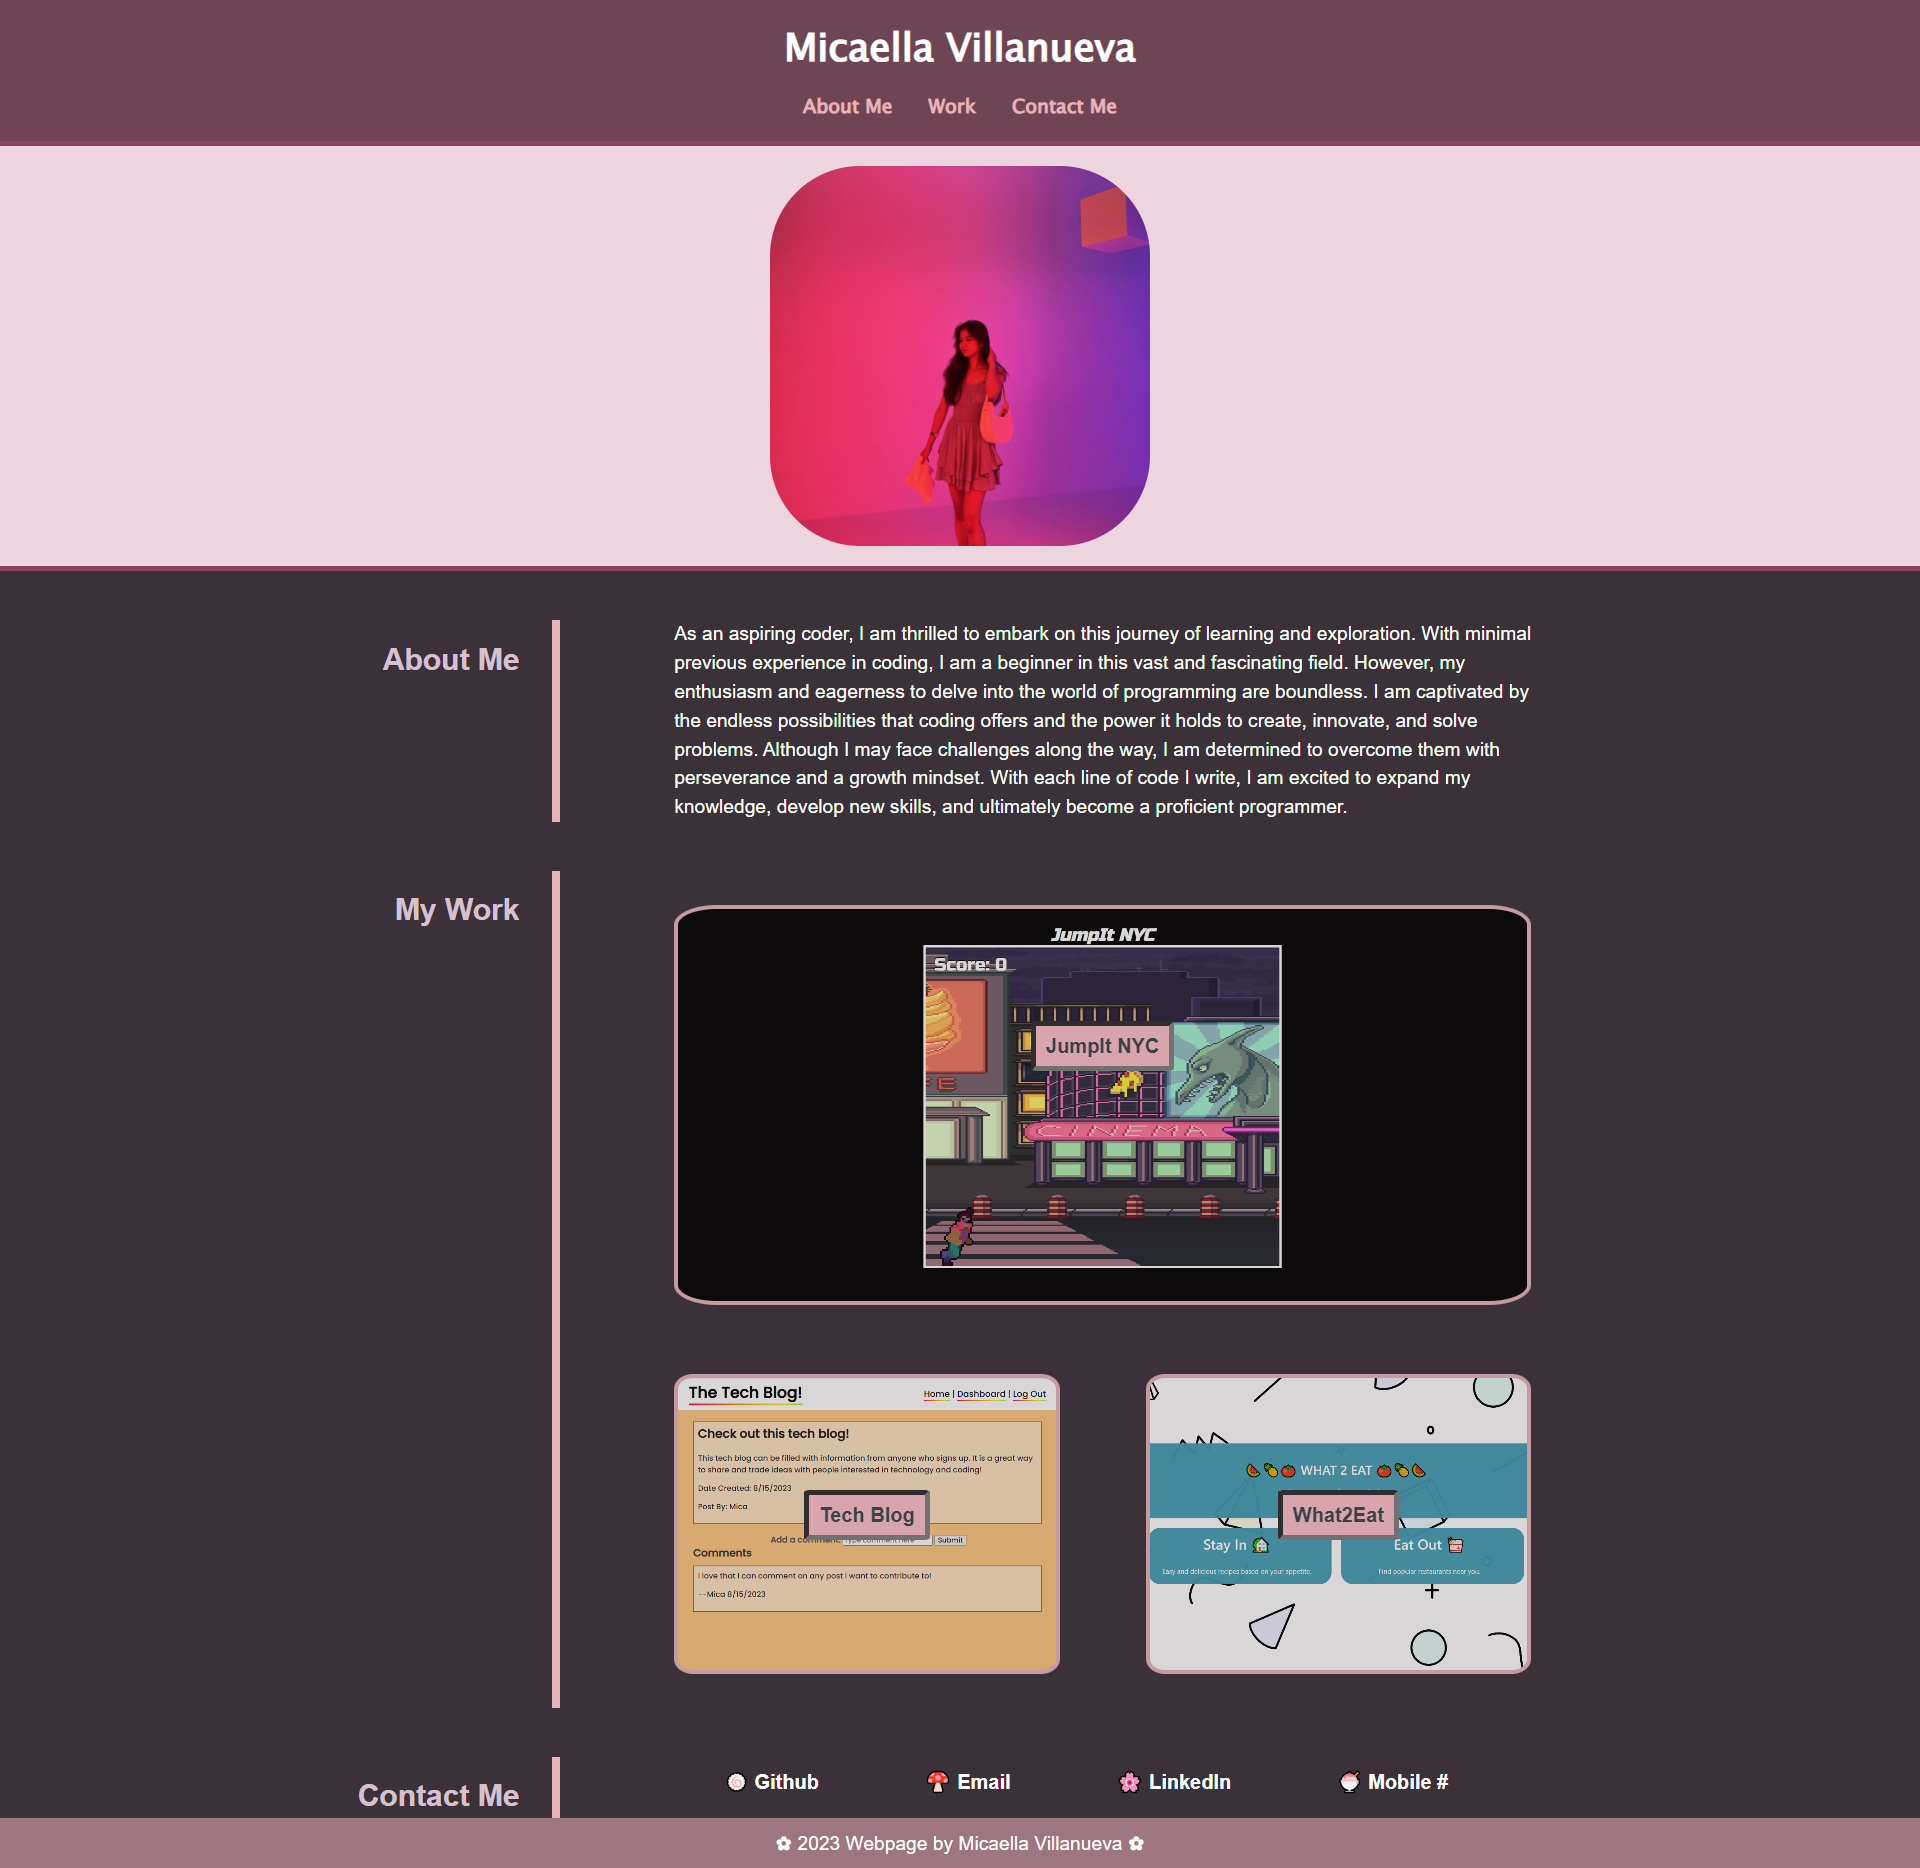 Micaella Villanueva
About Me Work Contact Me
About Me
As an aspiring coder, I am thrilled to embark on this journey of learning and exploration. With minimal
previous experience in coding, I am a beginner in this vast and fascinating field. However, my
enthusiasm and eagerness to delve into the world of programming are boundless. I am captivated by
the endless possibilities that coding offers and the power it holds to create, innovate, and solve
problems. Although I may face challenges along the way, I am determined to overcome them with
perseverance and a growth mindset. With each line of code I write, I am excited to expand my
knowledge, develop new skills, and ultimately become a proficient programmer.
My Work
JumpIt NYC
Score: 0
JumpIt NYC
FE
CINEMA
The Tech Blog!
Home | Dashboard | Log Out
Check out this tech blog!
This tech blog can be filled with information from anyone who signs up. It is a great way
to share and trade ideas with people interested in technology and coding!
Date Created: 8/15/2023
Post By: Mica
Tech Blog
Add a comment: Type comment here Submit
Comments
I love that I can comment on any post I want to contribute to!
--Mica 8/15/2023
🍉🍍🍅 WHAT 2 EAT 🍅🍍🍉
What2Eat
Stay In 🏠
Easy and delicious recipes based on your appetite.
Eat Out 🥡
Find popular restaurants near you.
Contact Me
🍥 Github 🍄 Email 🌸 LinkedIn 🍧 Mobile #
✿ 2023 Webpage by Micaella Villanueva ✿